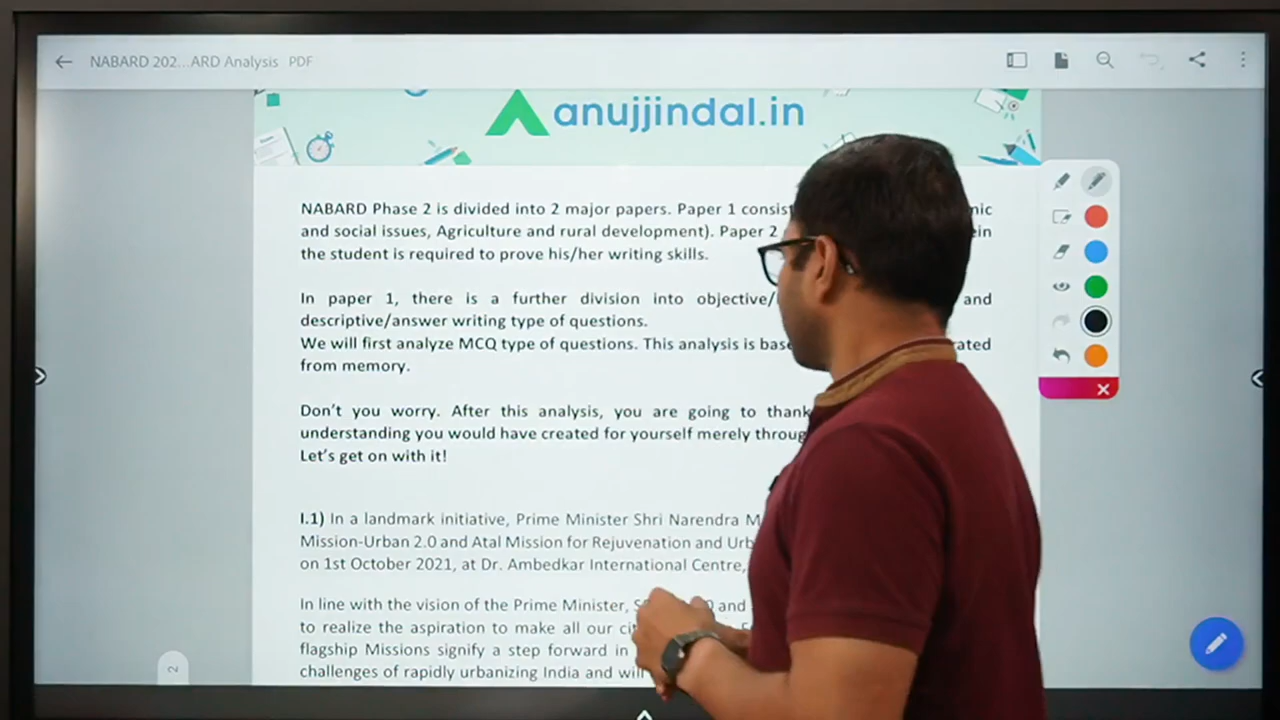 NABARD 202...ARD Analysis PDF
anujjindal.in
NABARD Phase 2 is divided into 2 major papers. Paper 1 consist
and social issues, Agriculture and rural development). Paper 2
the student is required to prove his/her writing skills.
In paper 1, there is a further division into objective/ and
descriptive/answer writing type of questions.
We will first analyze MCQ type of questions. This analysis is bas
from memory.
Don't you worry. After this analysis, you are going to thank
understanding you would have created for yourself merely throug
Let's get on with it!
I.1) In a landmark initiative, Prime Minister Shri Narendra M
Mission-Urban 2.0 and Atal Mission for Rejuvenation and Urb
on 1st October 2021, at Dr. Ambedkar International Centre,
In line with the vision of the Prime Minister, and
to realize the aspiration to make all our
flagship Missions signify a step forward in
challenges of rapidly urbanizing India and will
2